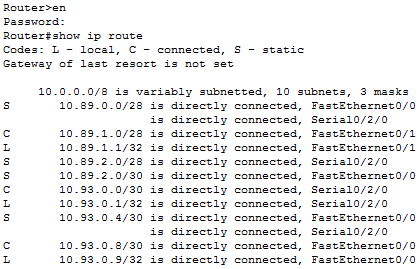 Router>en
Password:
Router#show ip route
Codes: L - local, C - connected, S - static
Gateway of last resort is not set
10.0.0.0/8 is variably subnetted, 10 subnets, 3 masks
S 10.89.0.0/28 is directly connected, FastEthernet0/0
is directly connected, Serial0/2/0
C 10.89.1.0/28 is directly connected, FastEthernet0/1
L 10.89.1.1/32 is directly connected, FastEthernet0/1
S 10.89.2.0/28 is directly connected, Serial0/2/0
S 10.89.2.0/30 is directly connected, FastEthernet0/0
C 10.93.0.0/30 is directly connected, Serial0/2/0
L 10.93.0.1/32 is directly connected, Serial0/2/0
S 10.93.0.4/30 is directly connected, FastEthernet0/0
is directly connected, Serial0/2/0
C 10.93.0.8/30 is directly connected, FastEthernet0/0
L 10.93.0.9/32 is directly connected, FastEthernet0/0